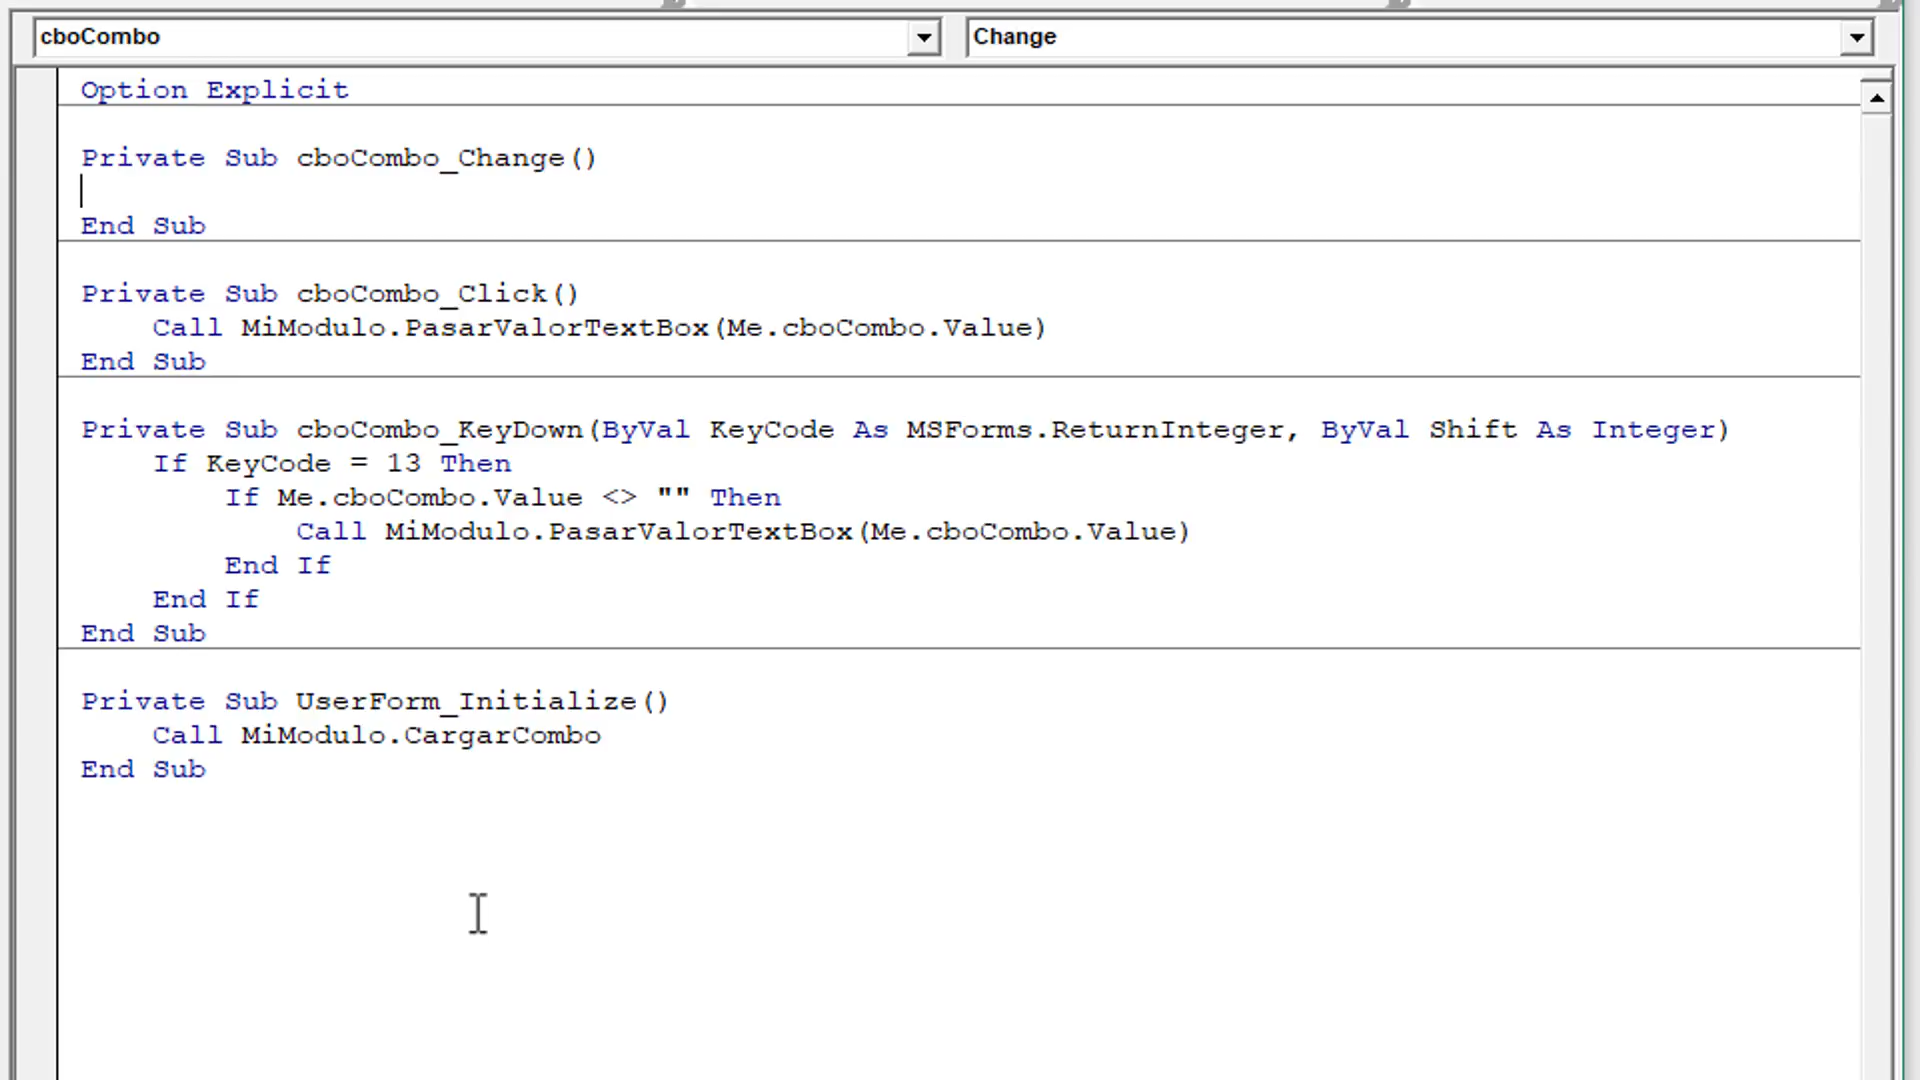 cboCombo
Change
Option Explicit
Private Sub cboCombo_Change()
End Sub
Private Sub cboCombo_Click()
    Call MiModulo.PasarValorTextBox(Me.cboCombo.Value)
End Sub
Private Sub cboCombo_KeyDown(ByVal KeyCode As MSForms.ReturnInteger, ByVal Shift As Integer)
    If KeyCode = 13 Then
        If Me.cboCombo.Value <> "" Then
            Call MiModulo.PasarValorTextBox(Me.cboCombo.Value)
        End If
    End If
End Sub
Private Sub UserForm_Initialize()
    Call MiModulo.CargarCombo
End Sub